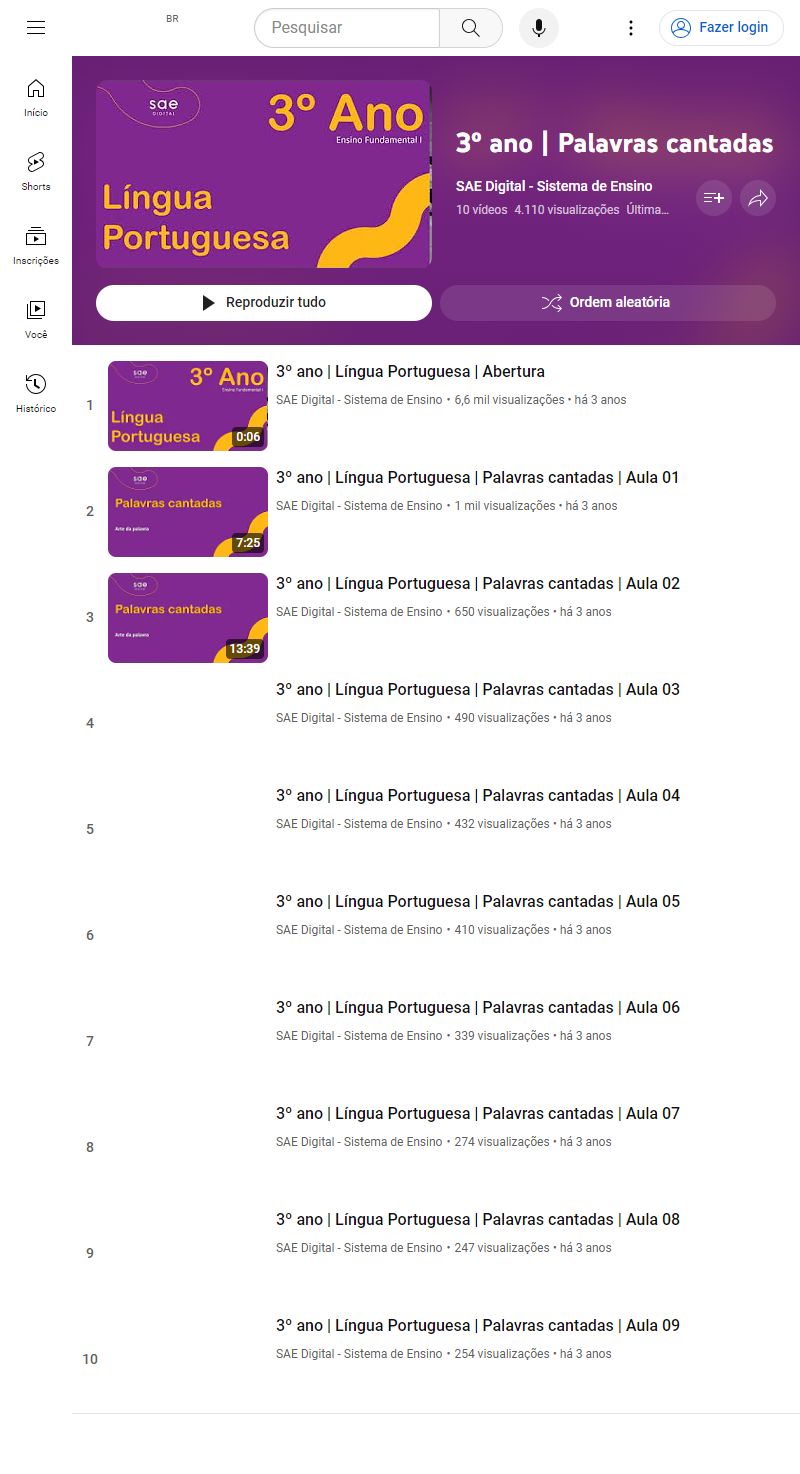 BR
Pesquisar
Fazer login
Início
Shorts
Inscrições
Você
Histórico
sae
DIGITAL
3º Ano
Ensino Fundamental I
Língua
Portuguesa
3º ano | Palavras cantadas
SAE Digital - Sistema de Ensino
10 vídeos 4.110 visualizações Última...
Reproduzir tudo
Ordem aleatória
1
sae
3º Ano
Ensino Fundamental I
Língua
Portuguesa
0:06
3º ano | Língua Portuguesa | Abertura
SAE Digital - Sistema de Ensino • 6,6 mil visualizações • há 3 anos
2
sae
Palavras cantadas
Arte da palavra
7:25
3º ano | Língua Portuguesa | Palavras cantadas | Aula 01
SAE Digital - Sistema de Ensino • 1 mil visualizações • há 3 anos
3
sae
Palavras cantadas
Arte da palavra
13:39
3º ano | Língua Portuguesa | Palavras cantadas | Aula 02
SAE Digital - Sistema de Ensino • 650 visualizações • há 3 anos
4
3º ano | Língua Portuguesa | Palavras cantadas | Aula 03
SAE Digital - Sistema de Ensino • 490 visualizações • há 3 anos
5
3º ano | Língua Portuguesa | Palavras cantadas | Aula 04
SAE Digital - Sistema de Ensino • 432 visualizações • há 3 anos
6
3º ano | Língua Portuguesa | Palavras cantadas | Aula 05
SAE Digital - Sistema de Ensino • 410 visualizações • há 3 anos
7
3º ano | Língua Portuguesa | Palavras cantadas | Aula 06
SAE Digital - Sistema de Ensino • 339 visualizações • há 3 anos
8
3º ano | Língua Portuguesa | Palavras cantadas | Aula 07
SAE Digital - Sistema de Ensino • 274 visualizações • há 3 anos
9
3º ano | Língua Portuguesa | Palavras cantadas | Aula 08
SAE Digital - Sistema de Ensino • 247 visualizações • há 3 anos
10
3º ano | Língua Portuguesa | Palavras cantadas | Aula 09
SAE Digital - Sistema de Ensino • 254 visualizações • há 3 anos